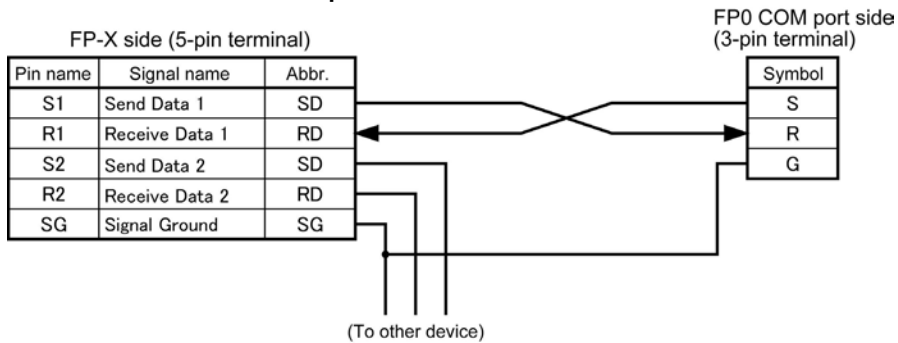 FP0 COM port side
FP-X side (5-pin terminal)
(3-pin terminal)
Pin name Signal name Abbr.
Symbol
S1 Send Data 1 SD
S
R1 Receive Data 1 RD
R
S2 Send Data 2 SD
G
R2 Receive Data 2 RD
SG Signal Ground SG
(To other device)